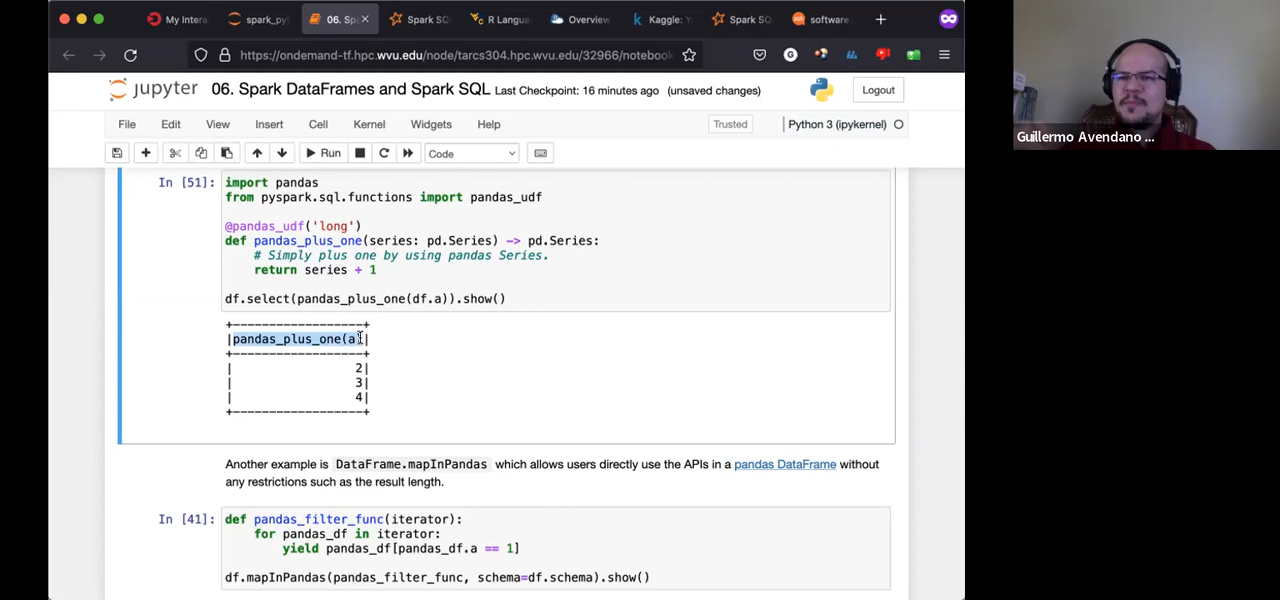 My Intera
spark_py
06. Spa
Spark SQ
R Langua
Overview
Kaggle: Y
Spark SQ
software
https://ondemand-tf.hpc.wvu.edu/node/tarcs304.hpc.wvu.edu/32966/notebook
jupyter 06. Spark DataFrames and Spark SQL Last Checkpoint: 16 minutes ago (unsaved changes) Logout
File Edit View Insert Cell Kernel Widgets Help Trusted Python 3 (ipykernel)
Run Code
In [51]: import pandas
from pyspark.sql.functions import pandas_udf
@pandas_udf('long')
def pandas_plus_one(series: pd.Series) -> pd.Series:
# Simply plus one by using pandas Series.
return series + 1
df.select(pandas_plus_one(df.a)).show()
+------------------+
|pandas_plus_one(a)|
+------------------+
| 2|
| 3|
| 4|
+------------------+
Another example is DataFrame.mapInPandas which allows users directly use the APIs in a pandas DataFrame without
any restrictions such as the result length.
In [41]: def pandas_filter_func(iterator):
for pandas_df in iterator:
yield pandas_df[pandas_df.a == 1]
df.mapInPandas(pandas_filter_func, schema=df.schema).show()
Guillermo Avendano ...